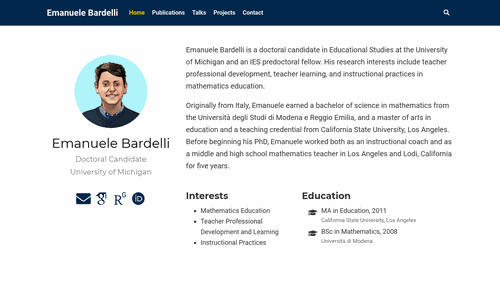 Emanuele Bardelli
Home Publications Talks Projects Contact
Emanuele Bardelli is a doctoral candidate in Educational Studies at the University
of Michigan and an IES predoctoral fellow. His research interests include teacher
professional development, teacher learning, and instructional practices in
mathematics education.
Originally from Italy, Emanuele earned a bachelor of science in mathematics from
the Università degli Studi di Modena e Reggio Emilia, and a master of arts in
education and a teaching credential from California State University, Los Angeles.
Before beginning his PhD, Emanuele worked both as an instructional coach and as
a middle and high school mathematics teacher in Los Angeles and Lodi, California
for five years.
Emanuele Bardelli
Doctoral Candidate
University of Michigan
Interests
Mathematics Education
Teacher Professional
Development and Learning
Instructional Practices
Education
MA in Education, 2011
California State University, Los Angeles
BSc in Mathematics, 2008
Università di Modena